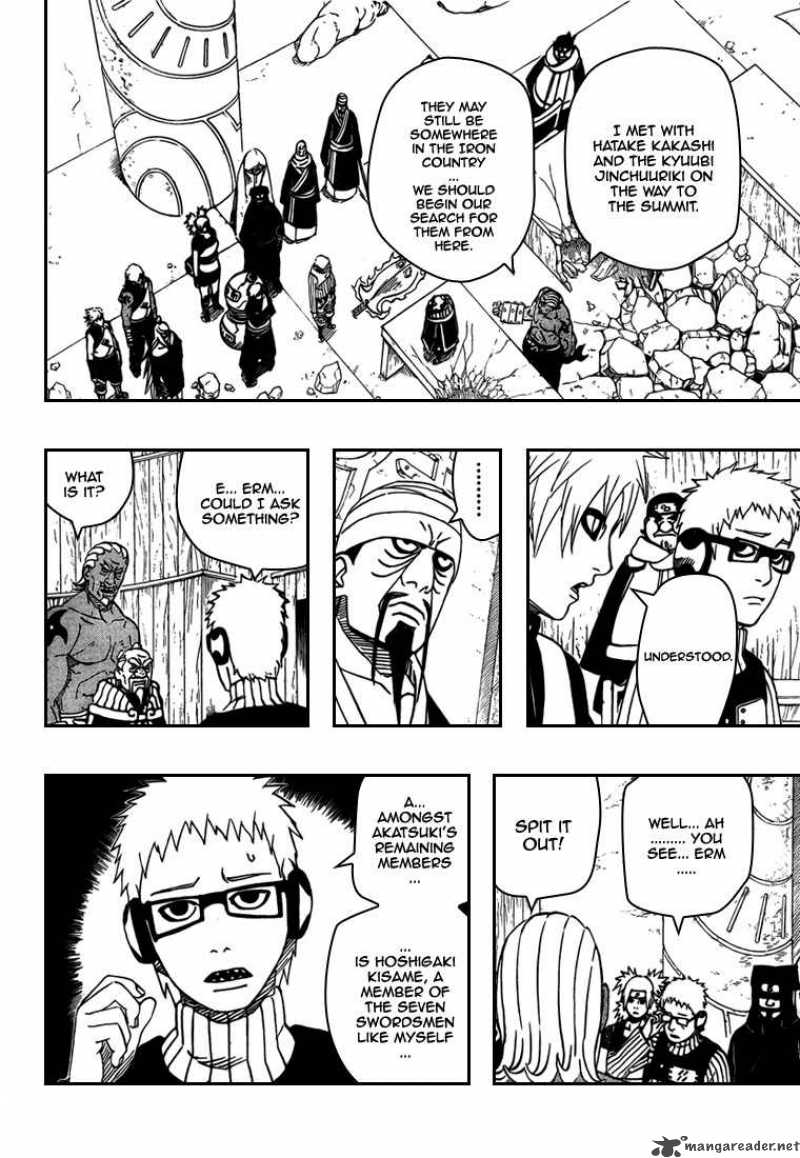 I MET WITH
HATAKE KAKASHI
AND THE KYUUBI
JINCHUURIKI ON
THE WAY TO
THE SUMMIT.
THEY MAY
STILL BE
SOMEWHERE
IN THE IRON
COUNTRY
...
WE SHOULD
BEGIN OUR
SEARCH FOR
THEM FROM
HERE.
UNDERSTOOD.
.........
E... ERM...
COULD I ASK
SOMETHING?
WHAT
IS IT?
WELL... AH
......... YOU
SEE... ERM
.....
SPIT IT
OUT!
A...
AMONGST
AKATSUKI'S
REMAINING
MEMBERS
...
...
IS HOSHIGAKI
KISAME, A
MEMBER OF
THE SEVEN
SWORDSMEN
LIKE MYSELF
...
mangareader.net